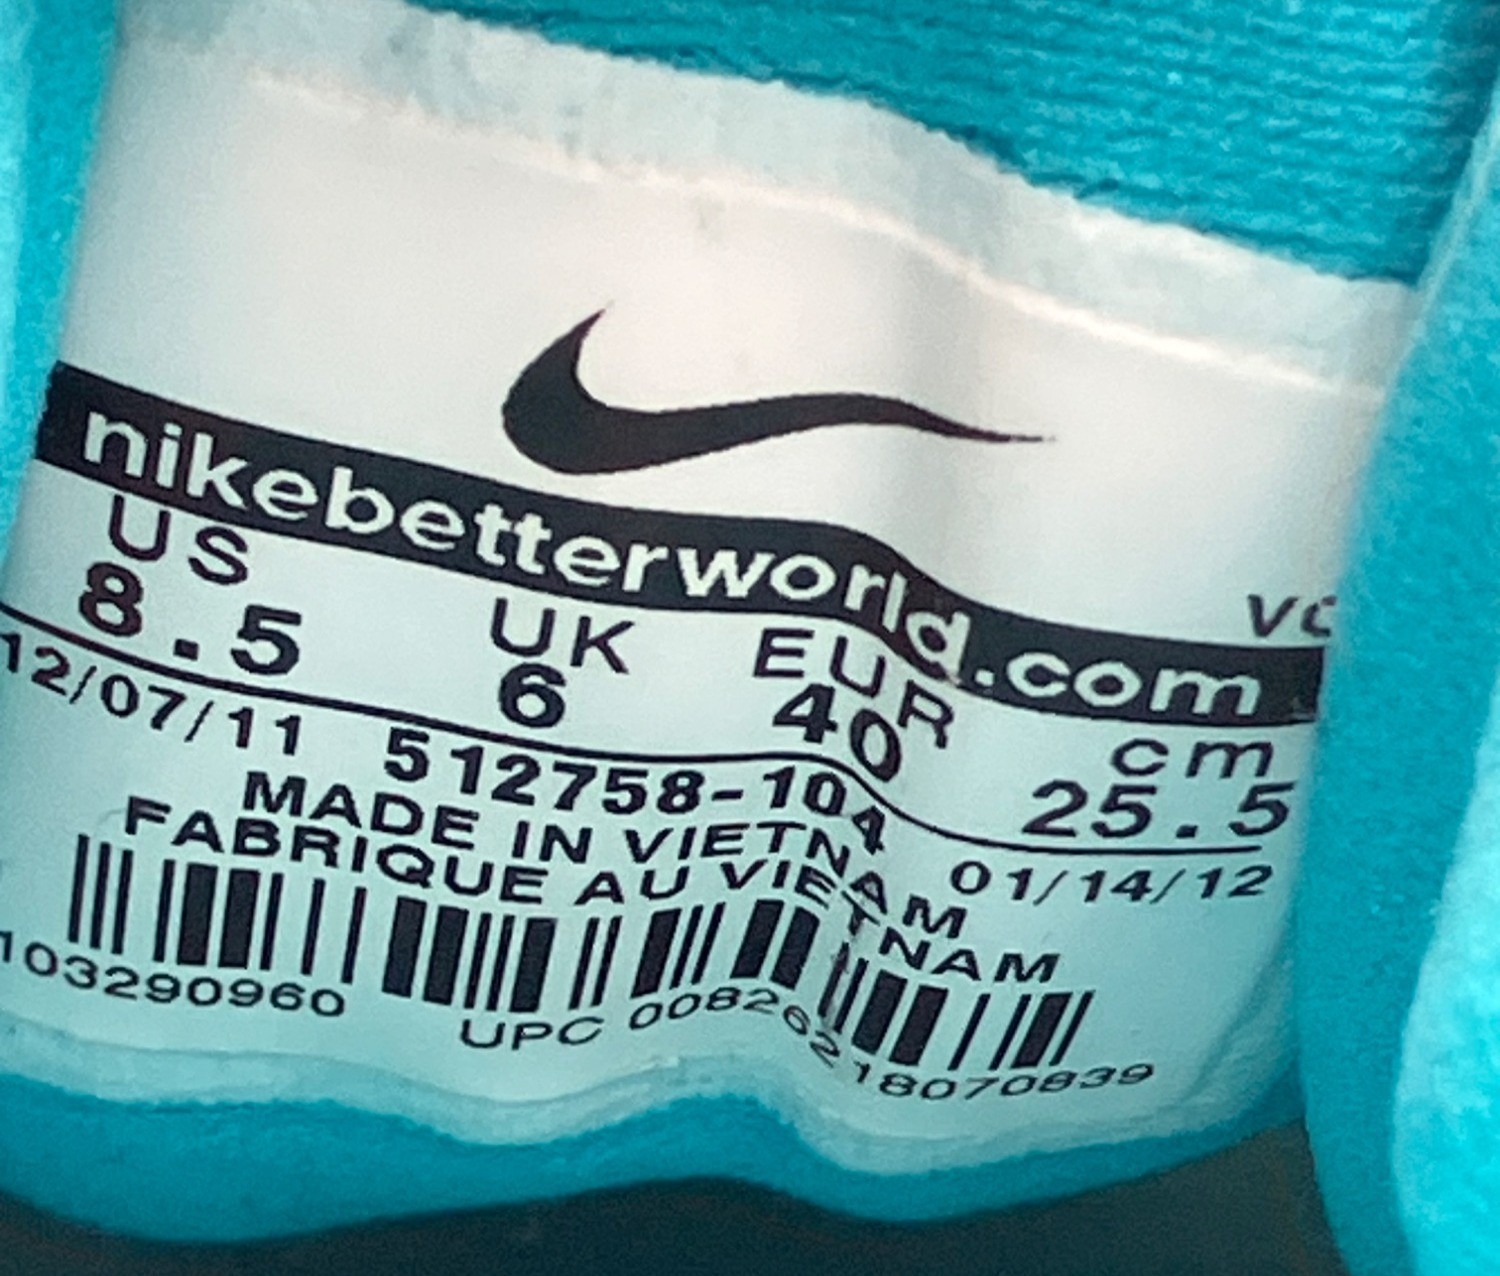 nikebetterworld.com
US UK EUR cm
8.5 6 40 25.5
12/07/11 512758-104 01/14/12
MADE IN VIETNAM
FABRIQUE AU VIETNAM
103290960 UPC 00826218070839